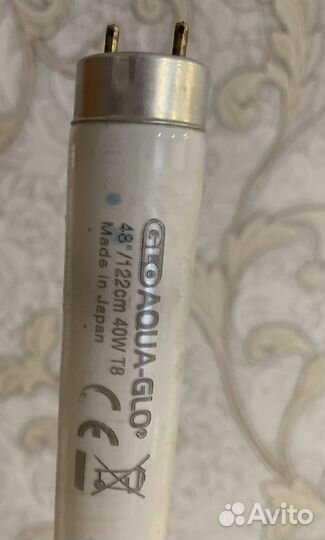 GLO AQUA-GLO®
48"/122cm 40W T8
Made in Japan
CE
Avito